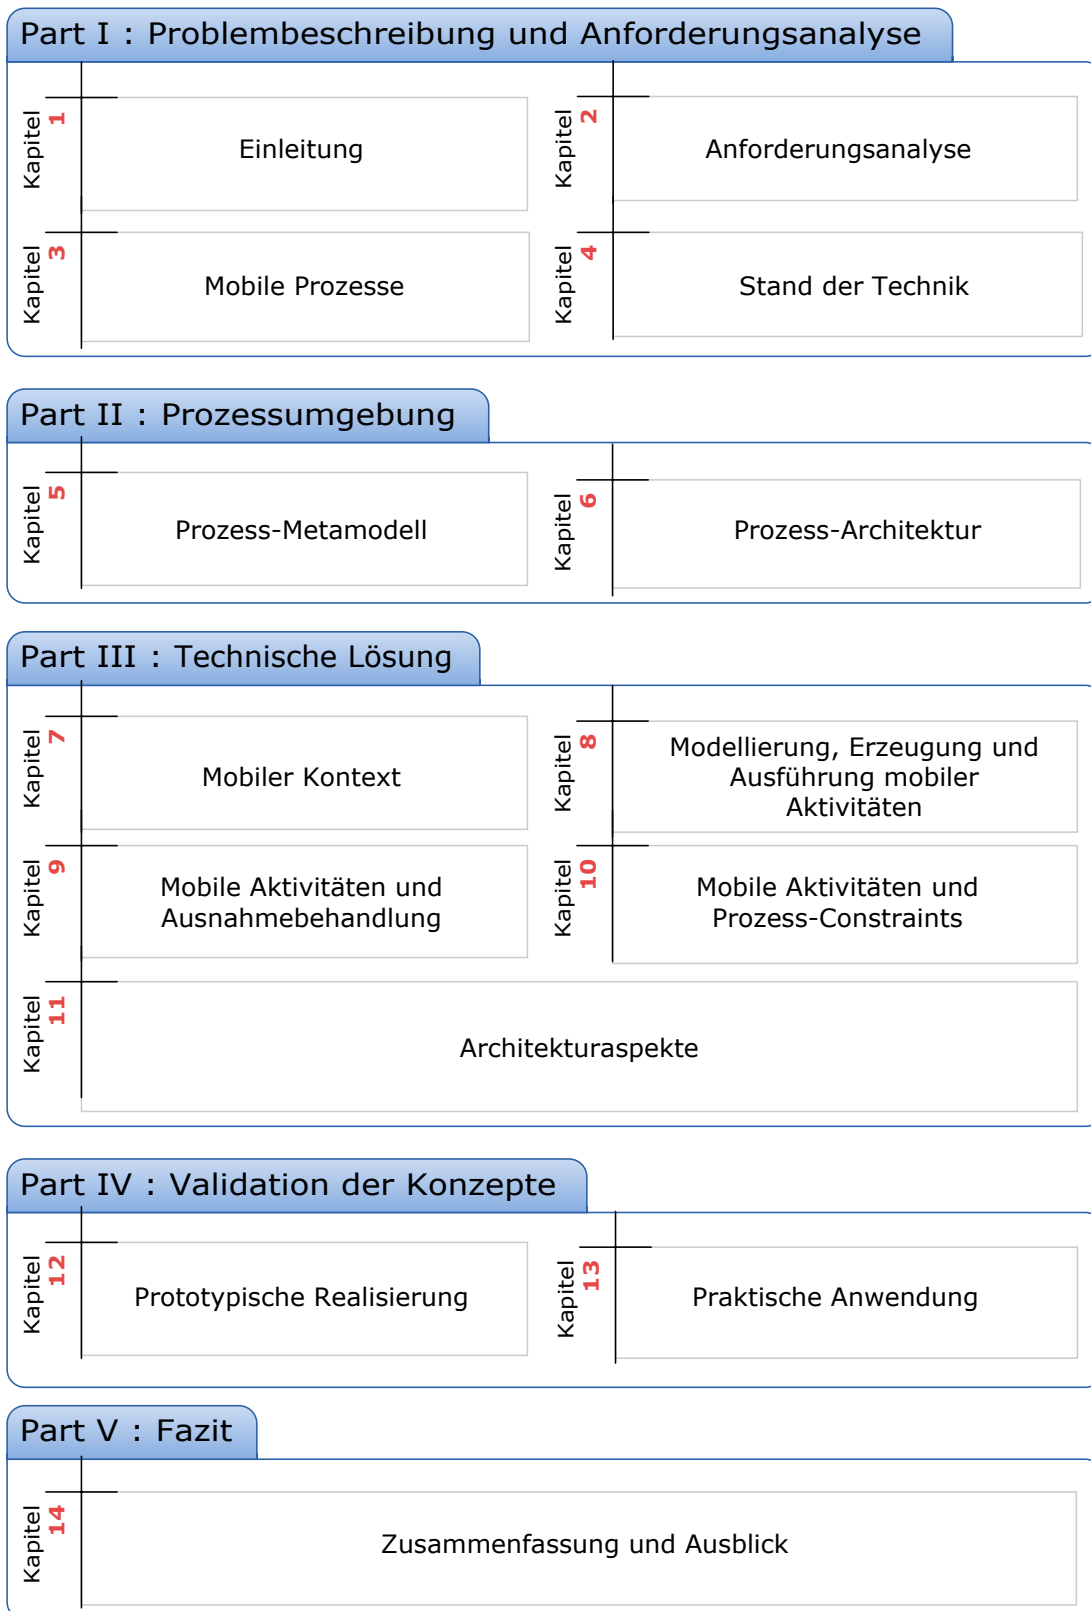 Part I : Problembeschreibung und Anforderungsanalyse
Kapitel 1
Einleitung
Kapitel 2
Anforderungsanalyse
Kapitel 3
Mobile Prozesse
Kapitel 4
Stand der Technik
Part II : Prozessumgebung
Kapitel 5
Prozess-Metamodell
Kapitel 6
Prozess-Architektur
Part III : Technische Lösung
Kapitel 7
Mobiler Kontext
Kapitel 8
Modellierung, Erzeugung und
Ausführung mobiler
Aktivitäten
Kapitel 9
Mobile Aktivitäten und
Ausnahmebehandlung
Kapitel 10
Mobile Aktivitäten und
Prozess-Constraints
Kapitel 11
Architekturaspekte
Part IV : Validation der Konzepte
Kapitel 12
Prototypische Realisierung
Kapitel 13
Praktische Anwendung
Part V : Fazit
Kapitel 14
Zusammenfassung und Ausblick